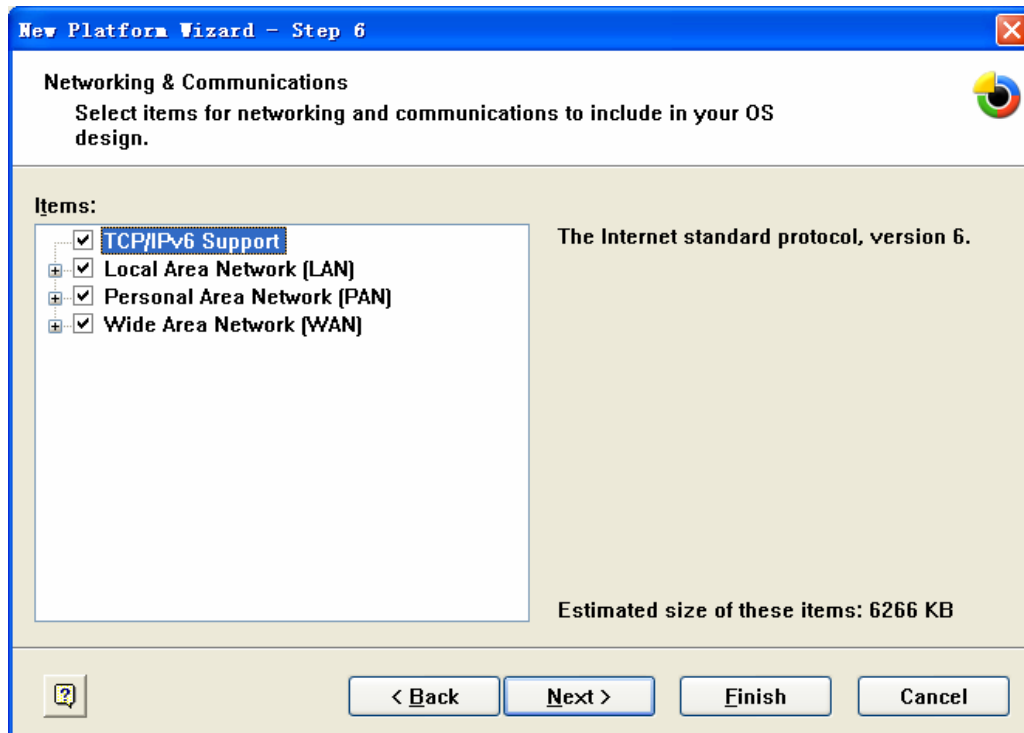 New Platform Wizard - Step 6
Networking & Communications
Select items for networking and communications to include in your OS
design.
Items:
TCP/IPv6 Support
The Internet standard protocol, version 6.
Local Area Network (LAN)
Personal Area Network (PAN)
Wide Area Network (WAN)
Estimated size of these items: 6266 KB
?
< Back
Next >
Finish
Cancel